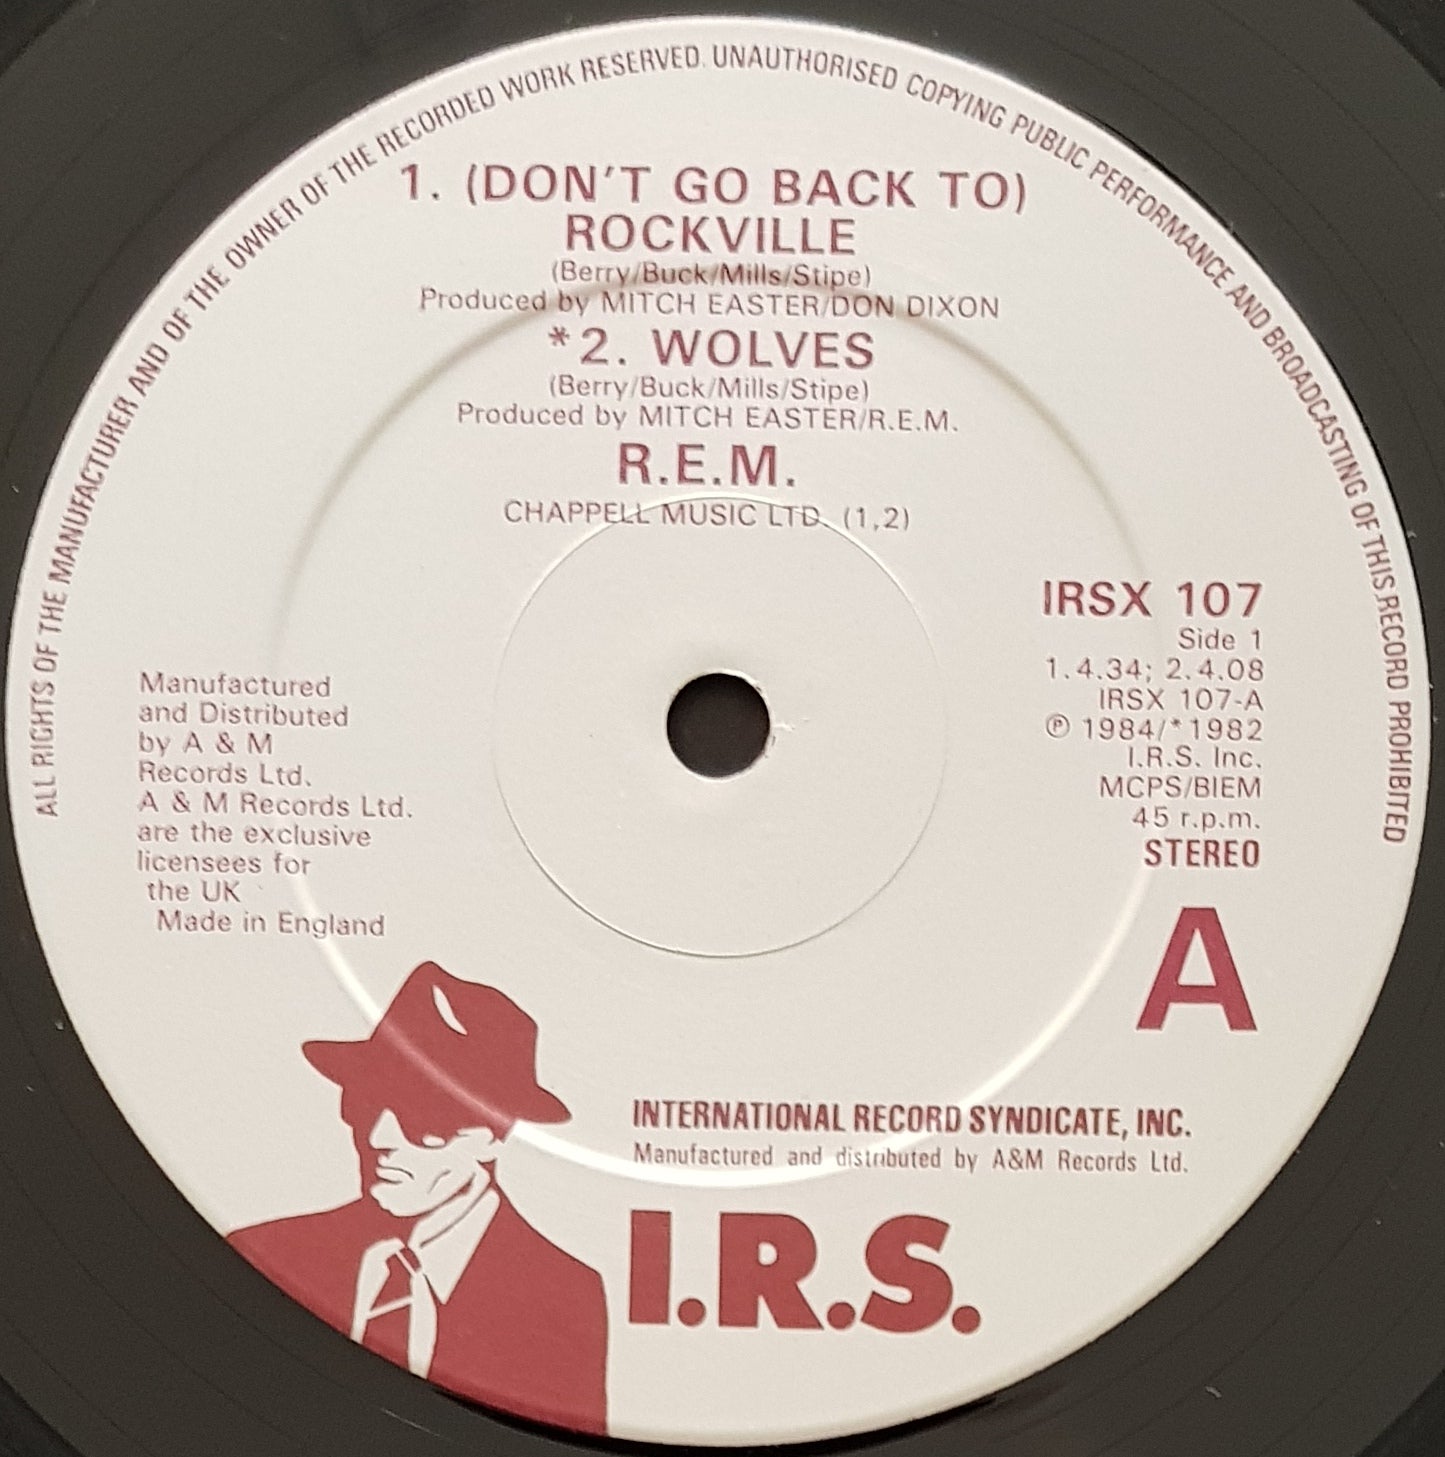 ALL RIGHTS OF THE MANUFACTURER AND OF THE OWNER OF THE RECORDED WORK RESERVED. UNAUTHORISED COPYING PUBLIC PERFORMANCE AND BROADCASTING OF THIS RECORD PROHIBITED
1. (DON'T GO BACK TO)
ROCKVILLE
(Berry/Buck/Mills/Stipe)
Produced by MITCH EASTER/DON DIXON
*2. WOLVES
(Berry/Buck/Mills/Stipe)
Produced by MITCH EASTER/R.E.M.
R.E.M.
CHAPPELL MUSIC LTD. (1,2)
IRSX 107
Side 1
1.4.34; 2.4.08
IRSX 107-A
℗ 1984/*1982
I.R.S. Inc.
MCPS/BIEM
45 r.p.m.
STEREO
A
Manufactured
and Distributed
by A & M
Records Ltd.
A & M Records Ltd.
are the exclusive
licensees for
the UK
Made in England
INTERNATIONAL RECORD SYNDICATE, INC.
Manufactured and distributed by A&M Records Ltd.
I.R.S.